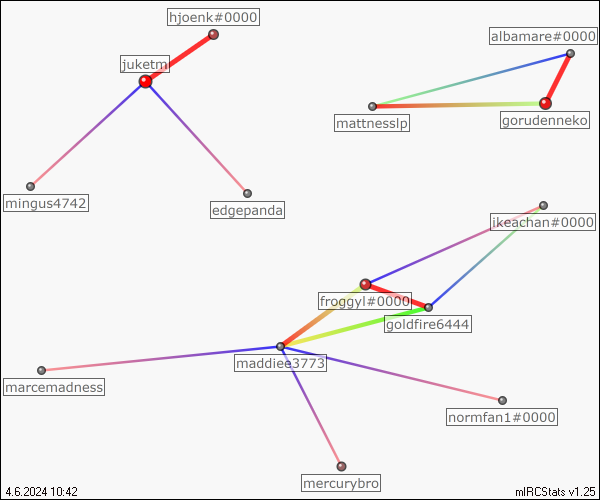 hjoenk#0000
albamare#0000
juketm
mattnesslp
gorudenneko
mingus4742
edgepanda
ikeachan#0000
froggyl#0000
goldfire6444
maddiee3773
marcemadness
normfan1#0000
mercurybro
4.6.2024 10:42
mIRCStats v1.25